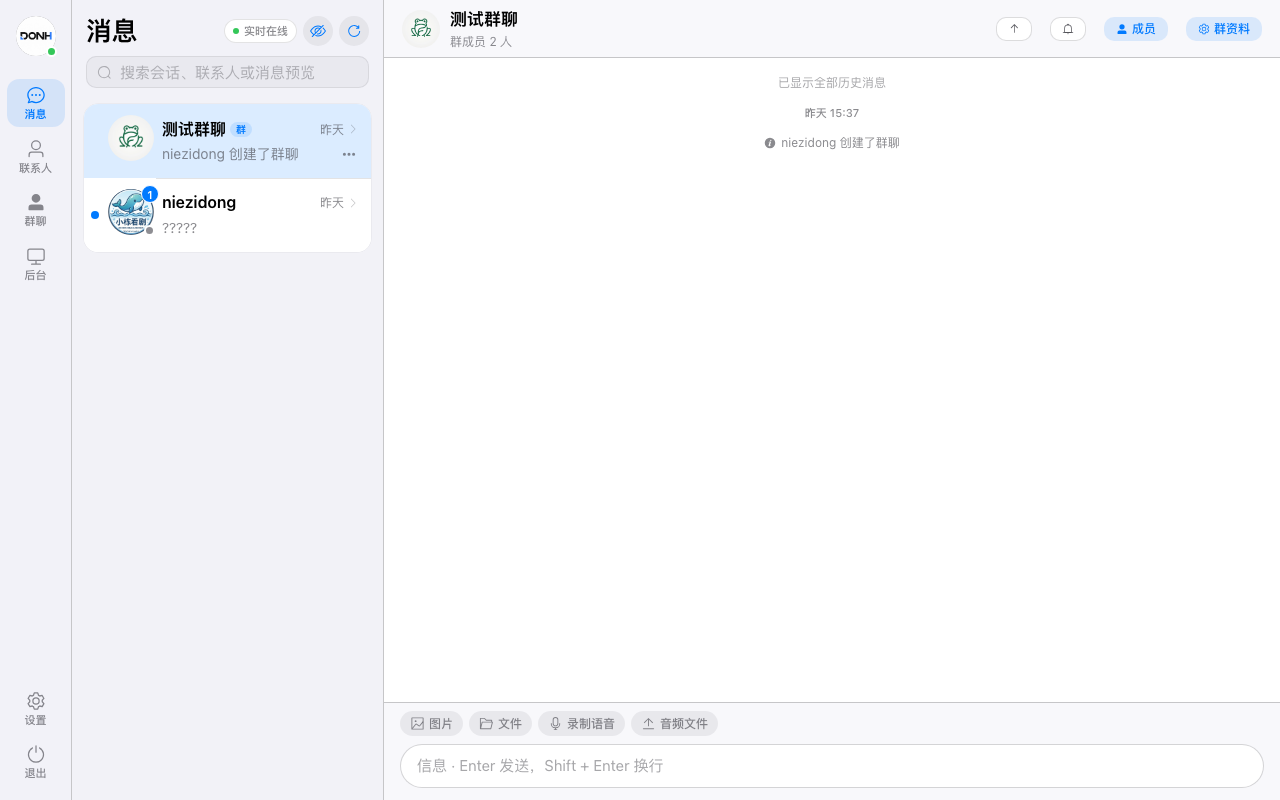 DONH
消息
联系人
群聊
后台
设置
退出
消息
实时在线
搜索会话、联系人或消息预览
测试群聊 群 昨天
niezidong 创建了群聊
1
小栋看剧
niezidong 昨天
?????
测试群聊
群成员 2 人
成员
群资料
已显示全部历史消息
昨天 15:37
niezidong 创建了群聊
图片
文件
录制语音
音频文件
信息 · Enter 发送，Shift + Enter 换行